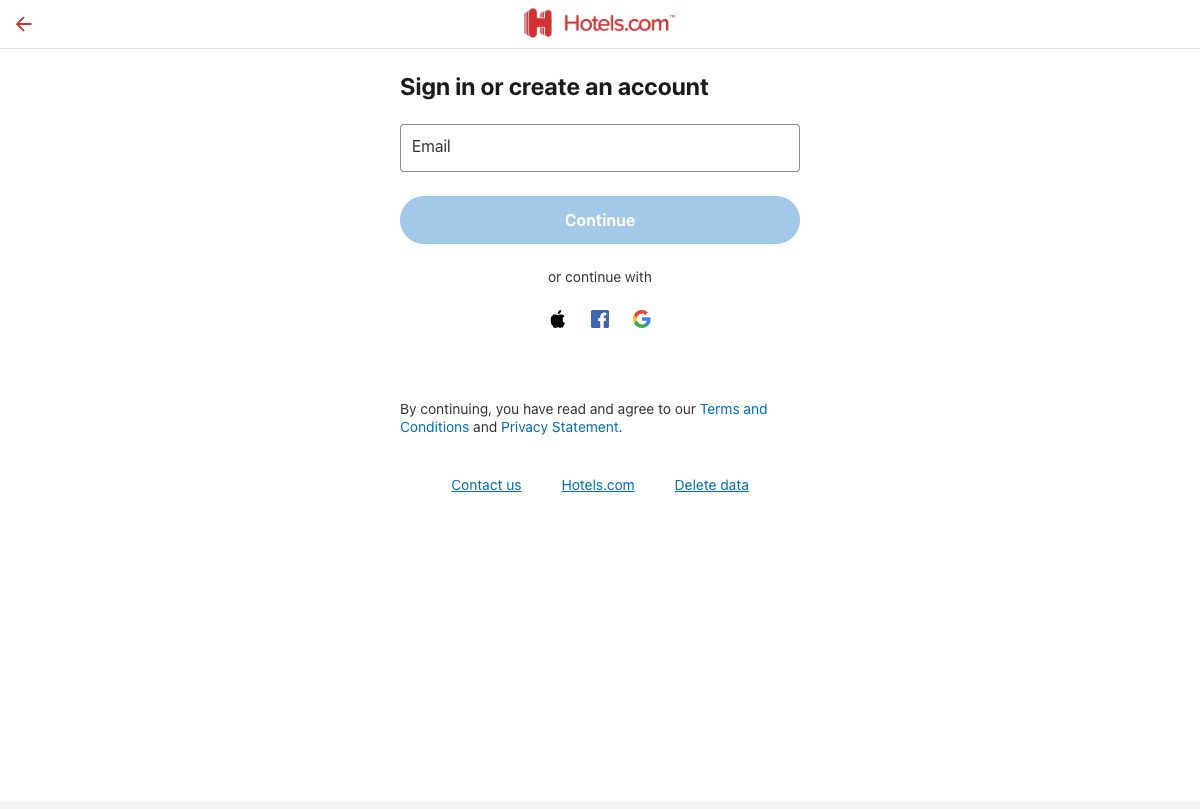 Hotels.com™
Sign in or create an account
Email
Continue
or continue with
By continuing, you have read and agree to our Terms and
Conditions and Privacy Statement.
Contact us Hotels.com Delete data